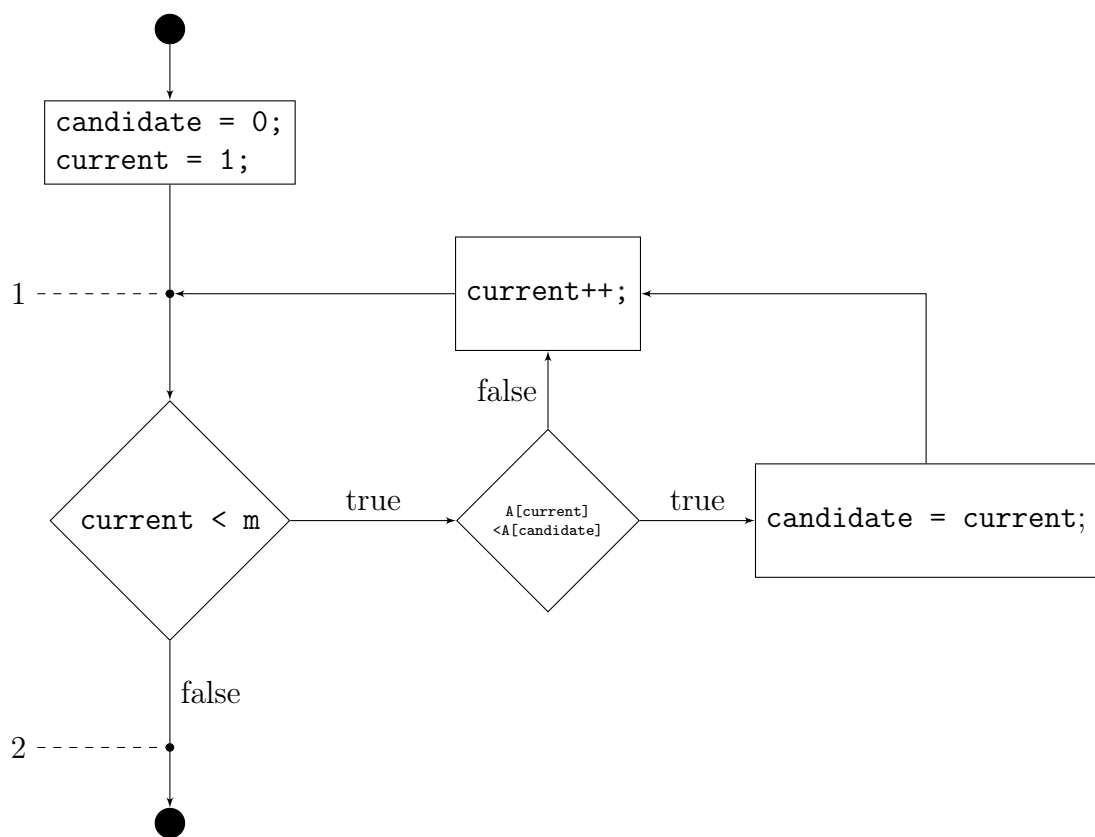 candidate = 0;
current = 1;
1
current++;
false
current < m
true
A[current]
<A[candidate]
true
candidate = current;
false
2